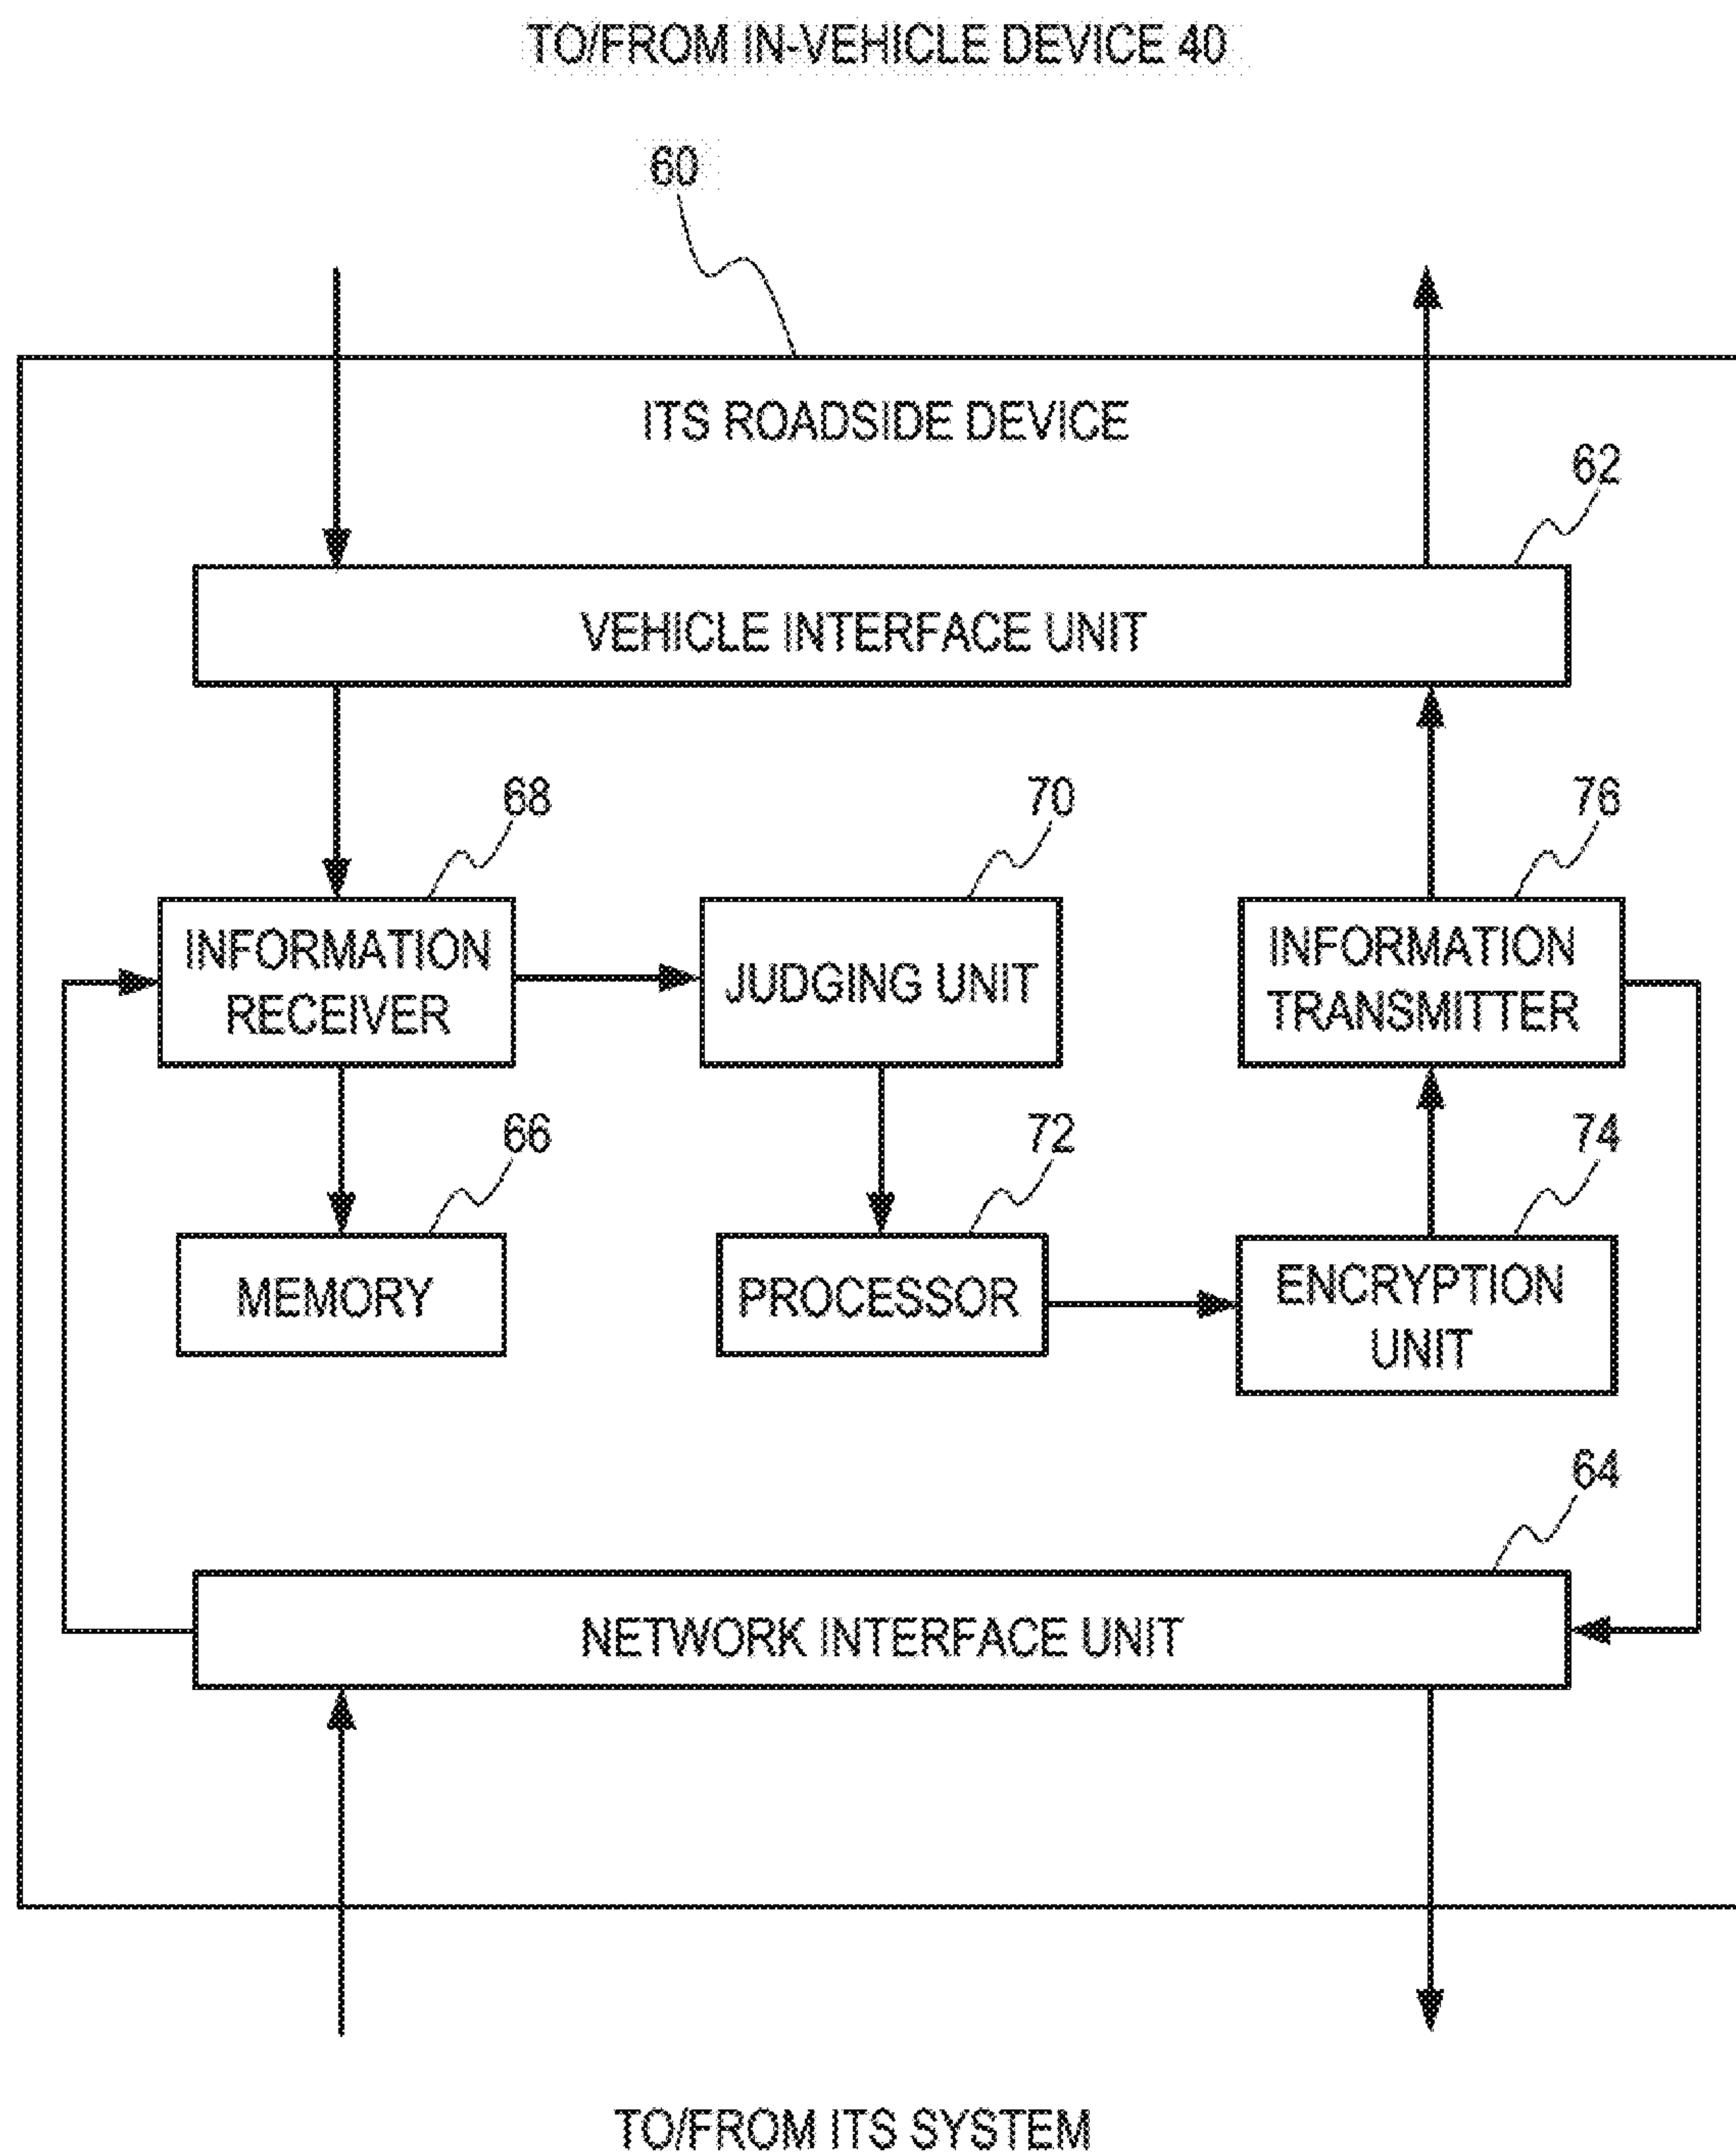 TO/FROM IN-VEHICLE DEVICE 40
60
ITS ROADSIDE DEVICE
62
VEHICLE INTERFACE UNIT
68
70
76
INFORMATION
RECEIVER
JUDGING UNIT
INFORMATION
TRANSMITTER
66
72
74
MEMORY
PROCESSOR
ENCRYPTION
UNIT
64
NETWORK INTERFACE UNIT
TO/FROM ITS SYSTEM